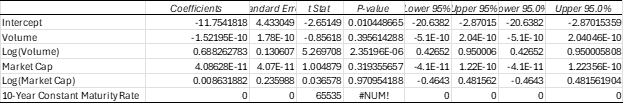 Coefficients andard Err t Stat P-value ower 95% Upper 95% ower 95.0% Upper 95.0%
Intercept -11.7541818 4.433049 -2.65149 0.010448665 -20.6382 -2.87015 -20.6382 -2.87015359
Volume -1.52195E-10 1.78E-10 -0.85618 0.395614288 -5.1E-10 2.04E-10 -5.1E-10 2.04046E-10
Log(Volume) 0.688262783 0.130607 5.269708 2.35196E-06 0.42652 0.950006 0.42652 0.950005808
Market Cap 4.08628E-11 4.07E-11 1.004879 0.319355657 -4.1E-11 1.22E-10 -4.1E-11 1.22356E-10
Log(Market Cap) 0.008631882 0.235988 0.036578 0.970954188 -0.4643 0.481562 -0.4643 0.481561904
10-Year Constant Maturity Rate 0 0 65535 #NUM! 0 0 0 0